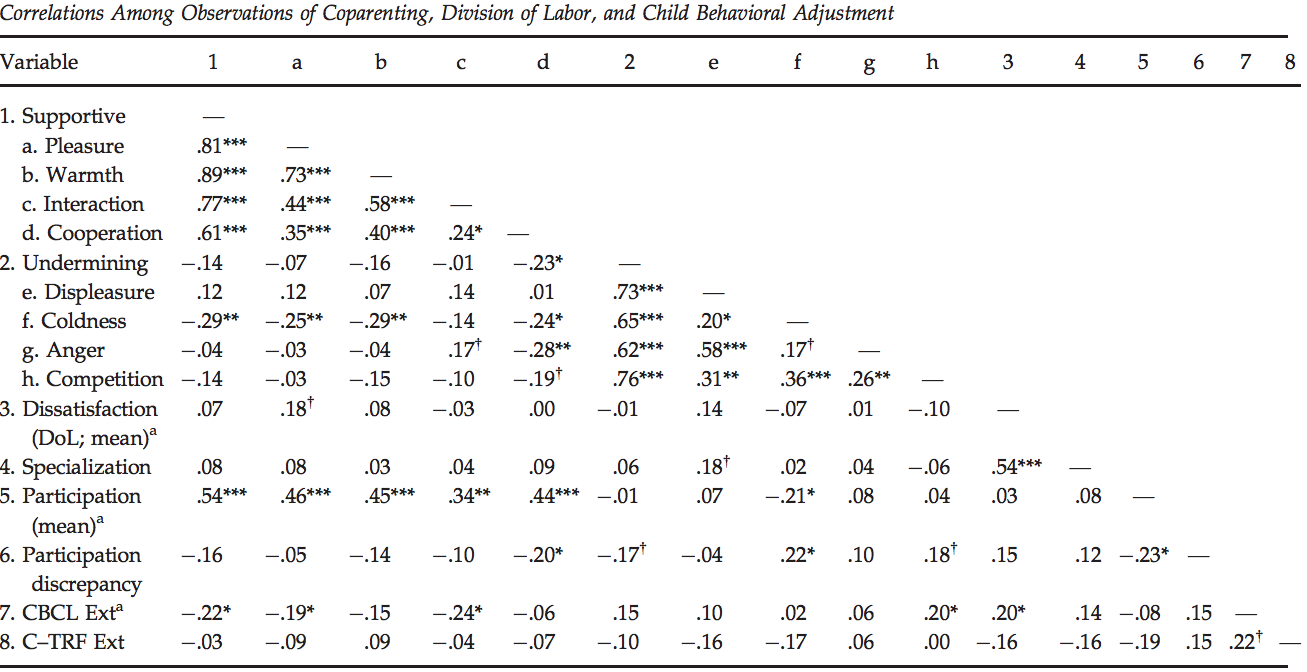 Correlations Among Observations of Coparenting, Division of Labor, and Child Behavioral Adjustment
Variable 1 a b c d 2 e f g h 3 4 5 6 7 8
1. Supportive —
a. Pleasure .81*** —
b. Warmth .89*** .73*** —
c. Interaction .77*** .44*** .58*** —
d. Cooperation .61*** .35*** .40*** .24* —
2. Undermining −.14 −.07 −.16 −.01 −.23* —
e. Displeasure .12 .12 .07 .14 .01 .73*** —
f. Coldness −.29** −.25** −.29** −.14 −.24* .65*** .20* —
g. Anger −.04 −.03 −.04 .17† −.28** .62*** .58*** .17† —
h. Competition −.14 −.03 −.15 −.10 −.19† .76*** .31** .36*** .26** —
3. Dissatisfaction .07 .18† .08 −.03 .00 −.01 .14 −.07 .01 −.10 —
(DoL; mean)a
4. Specialization .08 .08 .03 .04 .09 .06 .18† .02 .04 −.06 .54*** —
5. Participation .54*** .46*** .45*** .34** .44*** −.01 .07 −.21* .08 .04 .03 .08 —
(mean)a
6. Participation −.16 −.05 −.14 −.10 −.20* −.17† −.04 .22* .10 .18† .15 .12 −.23* —
discrepancy
7. CBCL Exta −.22* −.19* −.15 −.24* −.06 .15 .10 .02 .06 .20* .20* .14 −.08 .15 —
8. C–TRF Ext −.03 −.09 .09 −.04 −.07 −.10 −.16 −.17 .06 .00 −.16 −.16 −.19 .15 .22† —